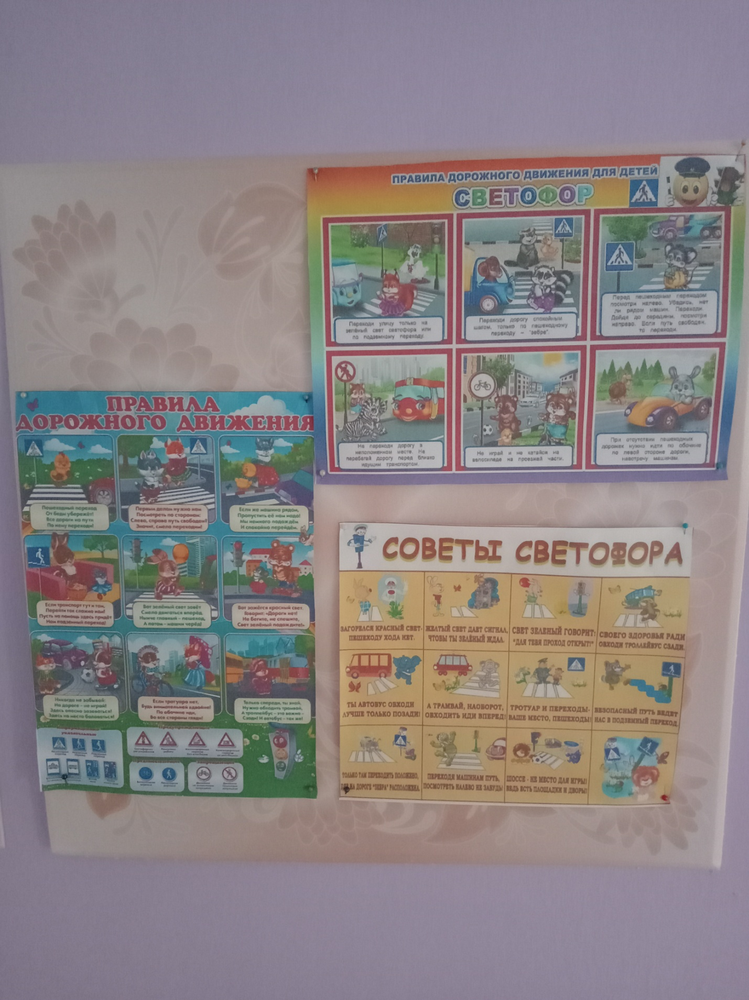 ПРАВИЛА ДОРОЖНОГО ДВИЖЕНИЯ ДЛЯ ДЕТЕЙ
СВЕТОФОР
Переходи улицу только на
зелёный свет светофора или
по подземному переходу.
Переходи дорогу спокойным
шагом, только по пешеходному
переходу – "зебре".
Перед пешеходным переходом
посмотри налево. Убедись, нет
ли рядом машин. Переходи.
Дойдя до середины, посмотри
направо. Если путь свободен,
то переходи.
Не переходи дорогу в
неположенном месте. Не
перебегай дорогу перед близко
идущим транспортом.
Не играй и не катайся на
велосипеде на проезжей части.
При отсутствии пешеходных
дорожек нужно идти по обочине
по левой стороне дороги,
навстречу машинам.
ПРАВИЛА
ДОРОЖНОГО ДВИЖЕНИЯ
Пешеходный переход
От беды убережёт!
Все дороги на пути
По нему переходи!
Первым делом нужно нам
Посмотреть по сторонам:
Слева, справа путь свободен?
Значит, смело переходим!
Если же машина рядом,
Пропустить её нам надо!
Мы немного подождём
И спокойно перейдём.
Если транспорт тут и там,
Перейти так сложно нам!
Пусть на помощь здесь придёт
Нам подземный переход!
Вот зелёный свет зовёт
Смело двигаться вперёд.
Нынче главный – пешеход,
А потом – машин черёд!
Вот зажёгся красный свет.
Говорит: «Дороги нет!
Не бегите, не спешите,
Свет зелёный подождите!»
Никогда не забывай:
На дороге – не играй!
Здесь опасно зазеваться!
Здесь не место баловаться!
Если тротуара нет,
Будь внимательней вдвойне!
По обочине иди,
Во все стороны гляди!
Только спереди, ты знай,
Нужно обходить трамвай,
А троллейбус – это важно –
Сзади! И автобус – так же!
Предупреждающие
СОВЕТЫ СВЕТОФОРА
ЗАГОРЕЛСЯ КРАСНЫЙ СВЕТ-
ПЕШЕХОДУ ХОДА НЕТ.
ЖЕЛТЫЙ СВЕТ ДАЕТ СИГНАЛ,
ЧТОБЫ ТЫ ЗЕЛЁНЫЙ ЖДАЛ.
СВЕТ ЗЕЛЕНЫЙ ГОВОРИТ:
"ДЛЯ ТЕБЯ ПРОХОД ОТКРЫТ!"
СВОЕГО ЗДОРОВЬЯ РАДИ
ОБХОДИ ТРОЛЛЕЙБУС СЗАДИ.
ТЫ АВТОБУС ОБХОДИ
ЛУЧШЕ ТОЛЬКО ПОЗАДИ!
А ТРАМВАЙ, НАОБОРОТ,
ОБХОДИТЬ ИДИ ВПЕРЕД!
ТРОТУАР И ПЕРЕХОДЫ-
ВАШЕ МЕСТО, ПЕШЕХОДЫ!
БЕЗОПАСНЫЙ ПУТЬ ВЕДЕТ
НАС В ПОДЗЕМНЫЙ ПЕРЕХОД.
ТОЛЬКО ТАМ ПЕРЕХОДИТЬ ПОЛОЖЕНО,
ГДЕ НА ДОРОГЕ "ЗЕБРА" РАСПОЛОЖЕНА.
ПЕРЕХОДЯ МАШИНАМ ПУТЬ,
ПОСМОТРЕТЬ НАЛЕВО НЕ ЗАБУДЬ!
ШОССЕ - НЕ МЕСТО ДЛЯ ИГРЫ!
ВЕДЬ ЕСТЬ ПЛОЩАДКИ И ДВОРЫ!